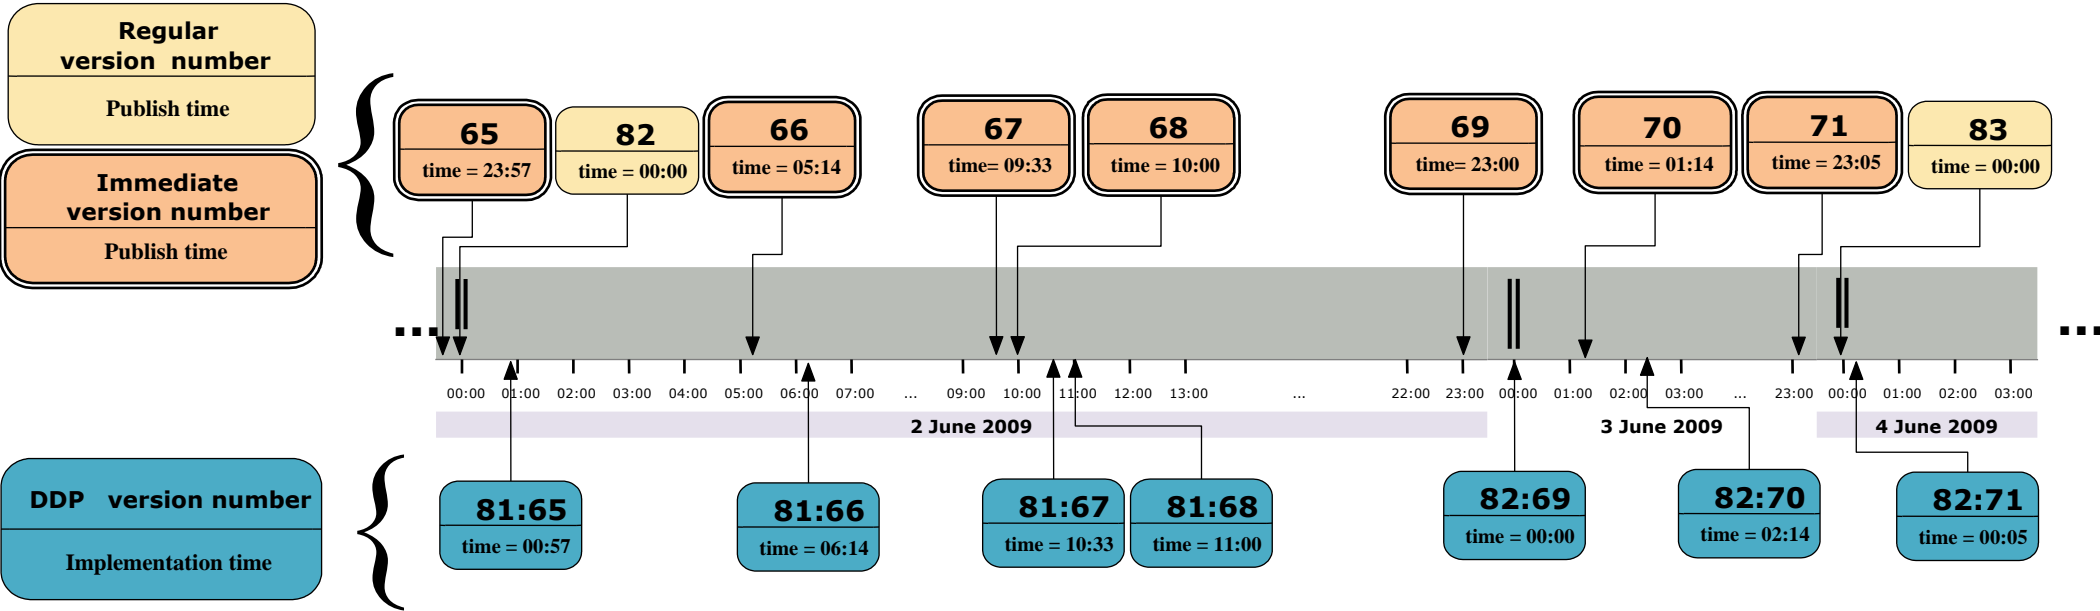 Regular
version number
Publish time
Immediate
version number
Publish time
65
time = 23:57
82
time = 00:00
66
time = 05:14
67
time= 09:33
68
time = 10:00
69
time= 23:00
70
time = 01:14
71
time = 23:05
83
time = 00:00
...
...
00:00 01:00 02:00 03:00 04:00 05:00 06:00 07:00 ... 09:00 10:00 11:00 12:00 13:00 ... 22:00 23:00 00:00 01:00 02:00 03:00 ... 23:00 00:00 01:00 02:00 03:00
2 June 2009
3 June 2009
4 June 2009
DDP version number
Implementation time
81:65
time = 00:57
81:66
time = 06:14
81:67
time = 10:33
81:68
time = 11:00
82:69
time = 00:00
82:70
time = 02:14
82:71
time = 00:05